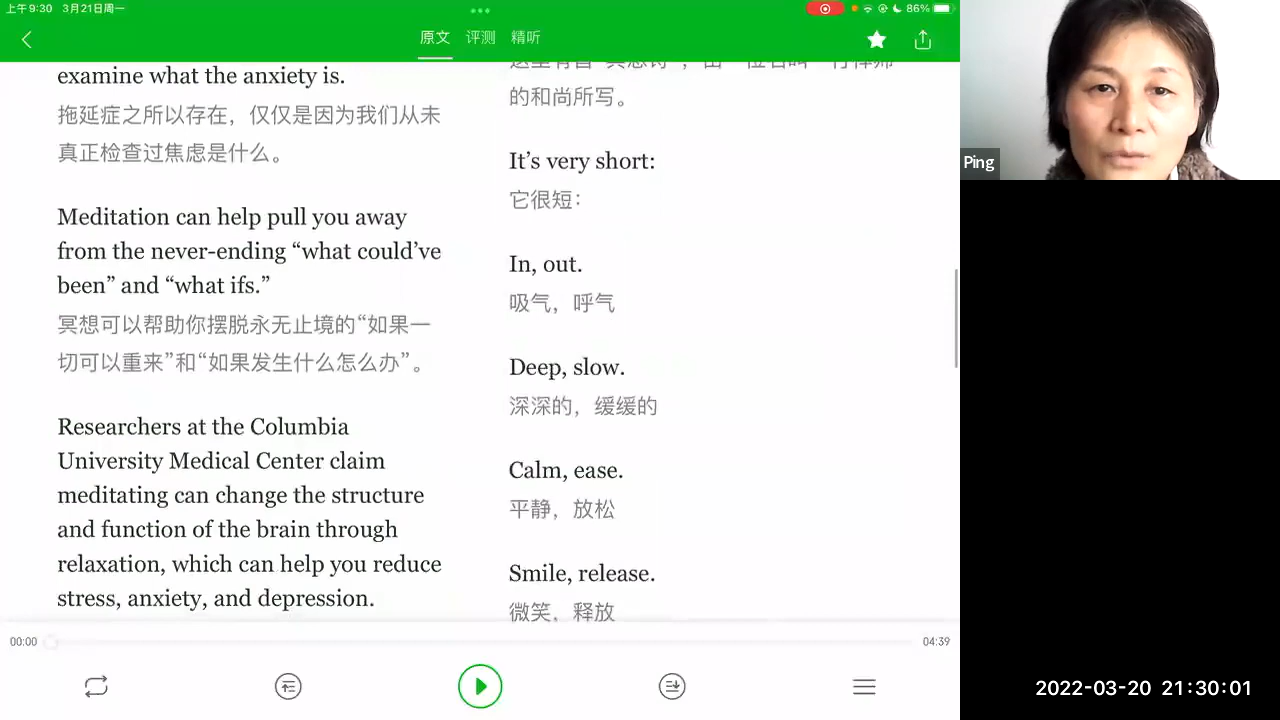 上午9:30 3月21日周一
86%
原文 评测 精听
examine what the anxiety is.
拖延症之所以存在，仅仅是因为我们从未
真正检查过焦虑是什么。
Meditation can help pull you away
from the never-ending “what could’ve
been” and “what ifs.”
冥想可以帮助你摆脱永无止境的“如果一
切可以重来”和“如果发生什么怎么办”。
Researchers at the Columbia
University Medical Center claim
meditating can change the structure
and function of the brain through
relaxation, which can help you reduce
stress, anxiety, and depression.
的和尚所写。
It’s very short:
它很短：
In, out.
吸气，呼气
Deep, slow.
深深的，缓缓的
Calm, ease.
平静，放松
Smile, release.
微笑，释放
00:00
04:39
Ping
2022-03-20 21:30:01